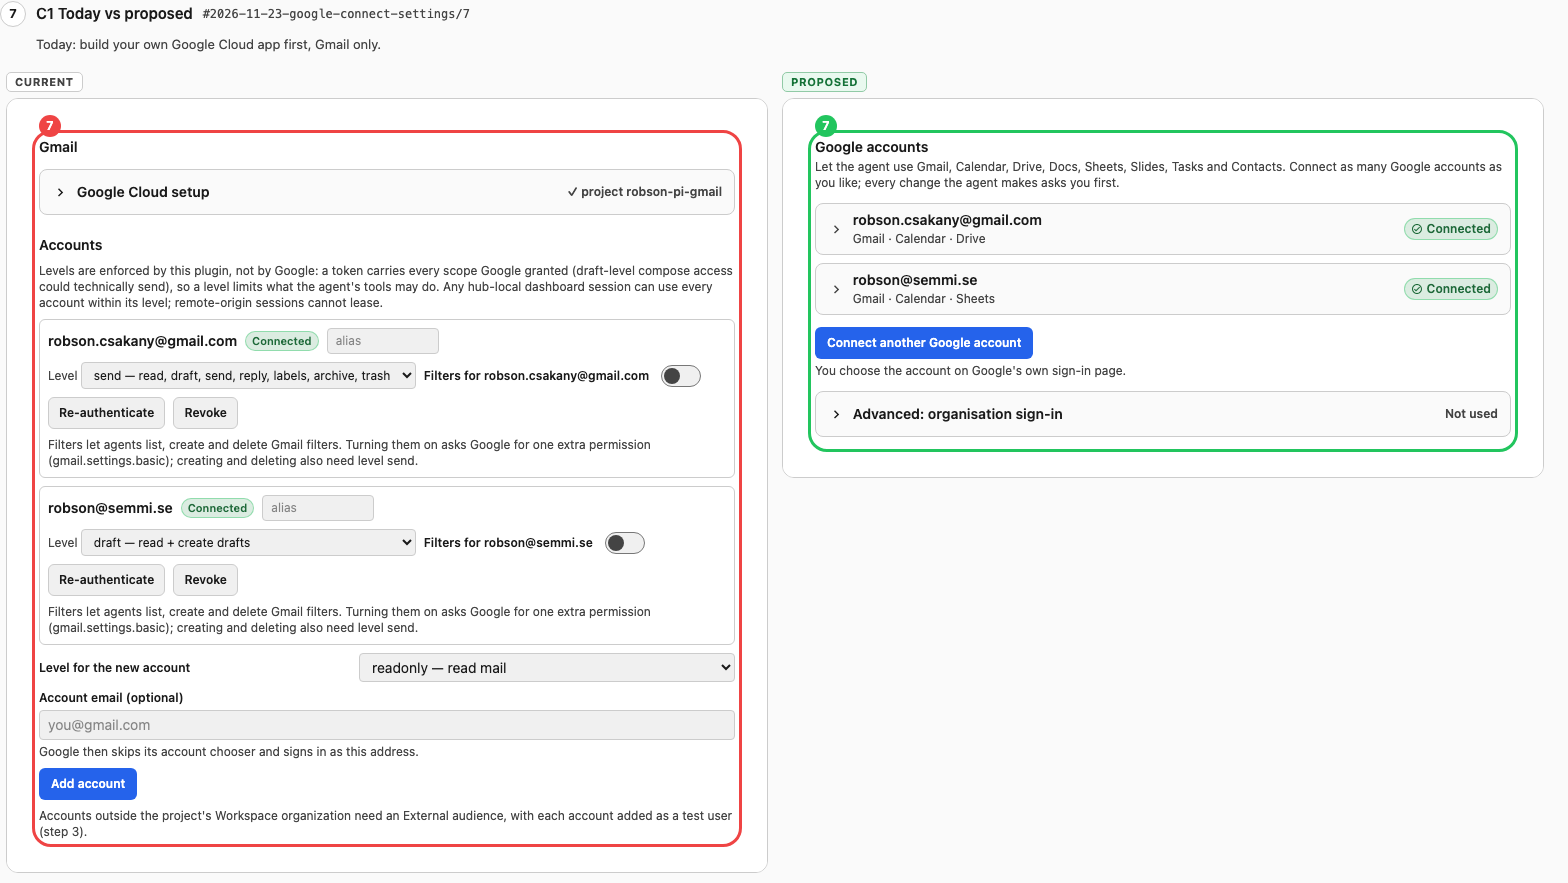 7 C1 Today vs proposed #2026-11-23-google-connect-settings/7
Today: build your own Google Cloud app first, Gmail only.
CURRENT
7
Gmail
Google Cloud setup ✓ project robson-pi-gmail
Accounts
Levels are enforced by this plugin, not by Google: a token carries every scope Google granted (draft-level compose access
could technically send), so a level limits what the agent's tools may do. Any hub-local dashboard session can use every
account within its level; remote-origin sessions cannot lease.
robson.csakany@gmail.com Connected alias
Level send — read, draft, send, reply, labels, archive, trash Filters for robson.csakany@gmail.com
Re-authenticate Revoke
Filters let agents list, create and delete Gmail filters. Turning them on asks Google for one extra permission
(gmail.settings.basic); creating and deleting also need level send.
robson@semmi.se Connected alias
Level draft — read + create drafts Filters for robson@semmi.se
Re-authenticate Revoke
Filters let agents list, create and delete Gmail filters. Turning them on asks Google for one extra permission
(gmail.settings.basic); creating and deleting also need level send.
Level for the new account readonly — read mail
Account email (optional)
you@gmail.com
Google then skips its account chooser and signs in as this address.
Add account
Accounts outside the project's Workspace organization need an External audience, with each account added as a test user
(step 3).
PROPOSED
7
Google accounts
Let the agent use Gmail, Calendar, Drive, Docs, Sheets, Slides, Tasks and Contacts. Connect as many Google accounts as
you like; every change the agent makes asks you first.
robson.csakany@gmail.com
Gmail · Calendar · Drive
Connected
robson@semmi.se
Gmail · Calendar · Sheets
Connected
Connect another Google account
You choose the account on Google's own sign-in page.
Advanced: organisation sign-in Not used